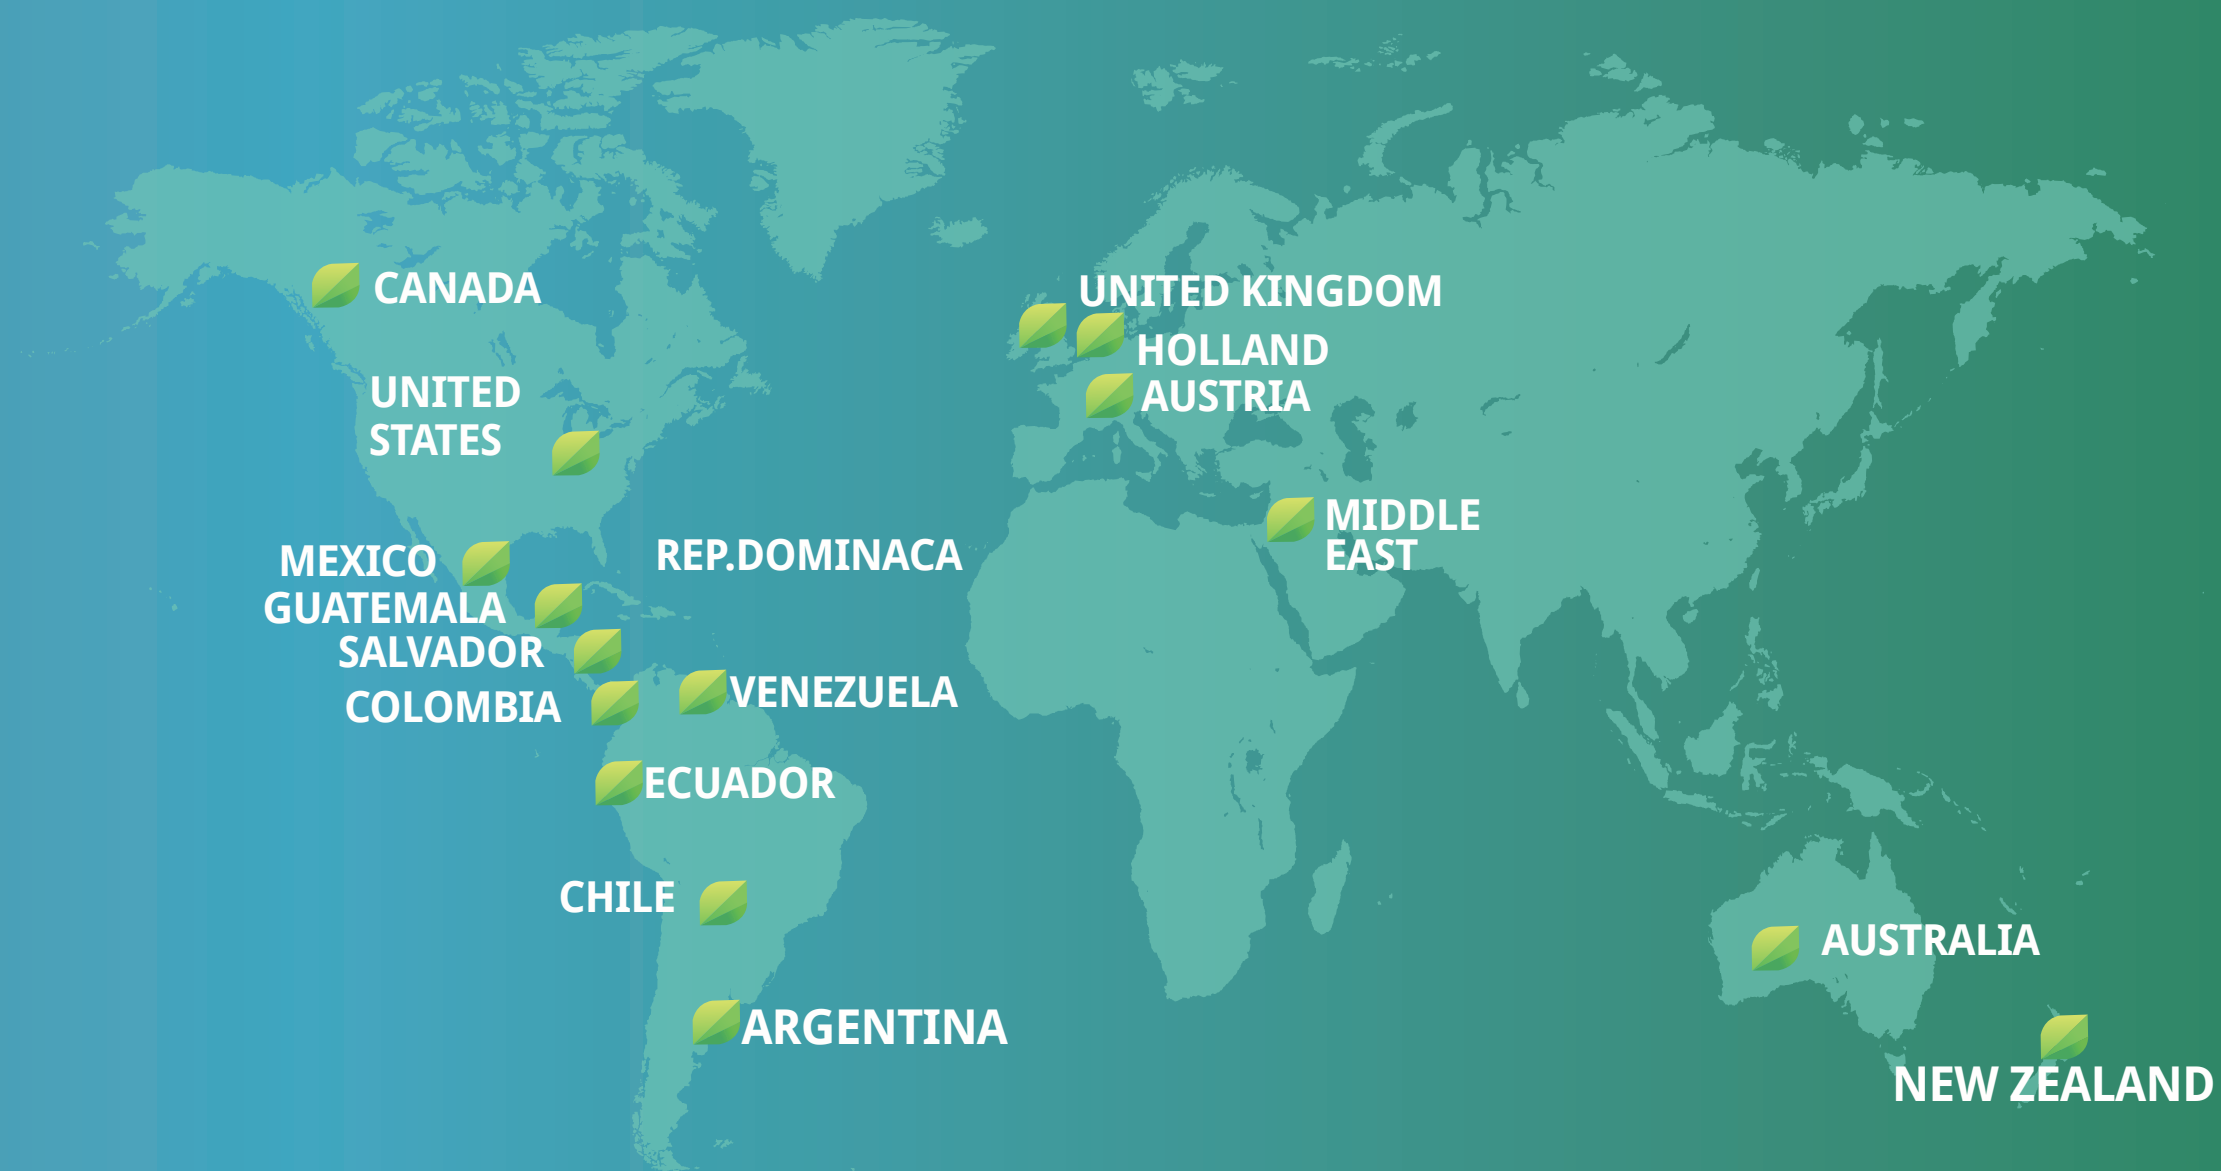 CANADA
UNITED KINGDOM
HOLLAND
AUSTRIA
UNITED
STATES
MIDDLE
EAST
MEXICO
REP.DOMINACA
GUATEMALA
SALVADOR
COLOMBIA
VENEZUELA
ECUADOR
CHILE
AUSTRALIA
ARGENTINA
NEW ZEALAND